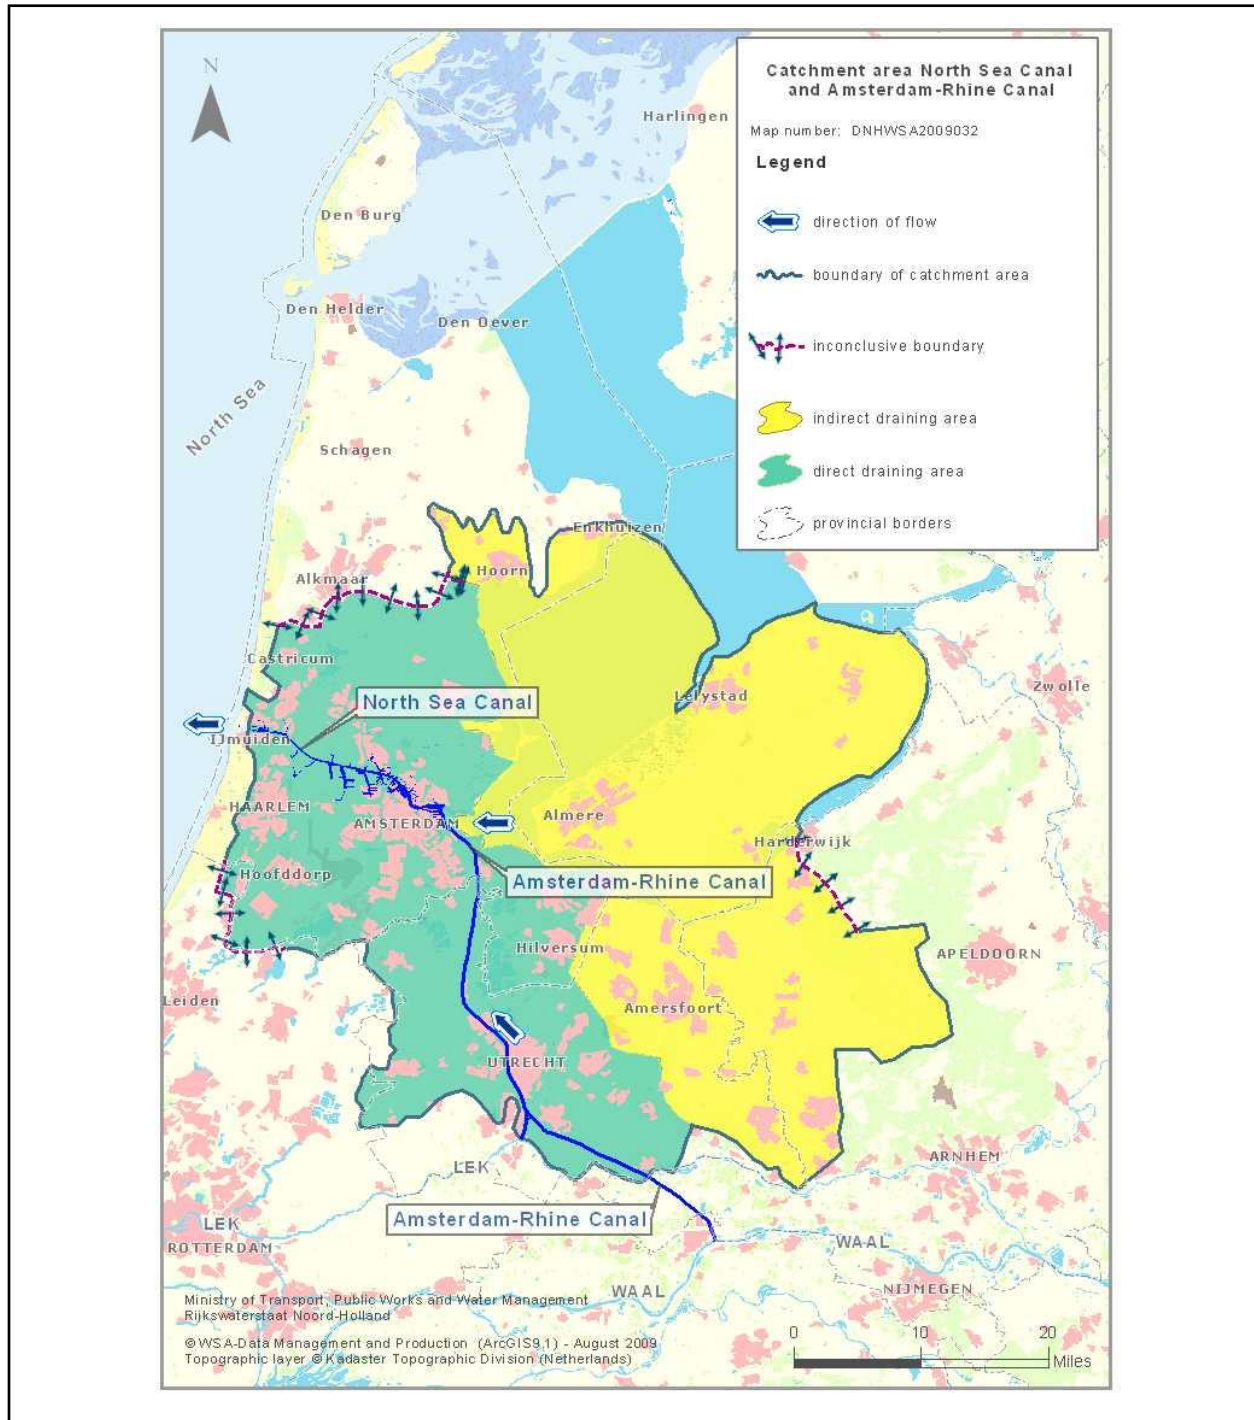 N
Catchment area North Sea Canal
and Amsterdam-Rhine Canal
Map number: DNHWSA2009032
Legend
direction of flow
boundary of catchment area
inconclusive boundary
indirect draining area
direct draining area
provincial borders
Harlingen
Den Burg
Den Helder
Den Oever
North Sea
Schagen
Enkhuizen
Hoorn
Alkmaar
Castricum
Lelystad
Zwolle
North Sea Canal
IJmuiden
HAARLEM
AMSTERDAM
Almere
Harderwijk
Hoofddorp
Amsterdam-Rhine Canal
Hilversum
APELDOORN
Leiden
Amersfoort
UTRECHT
ARNHEM
LEK
Amsterdam-Rhine Canal
LEK
ROTTERDAM
WAAL
WAAL
NIJMEGEN
Ministry of Transport, Public Works and Water Management
Rijkswaterstaat Noord-Holland
©WSA-Data Management and Production (ArcGIS9.1) - August 2009
Topographic layer © Kadaster Topographic Division (Netherlands)
0 10 20
Miles